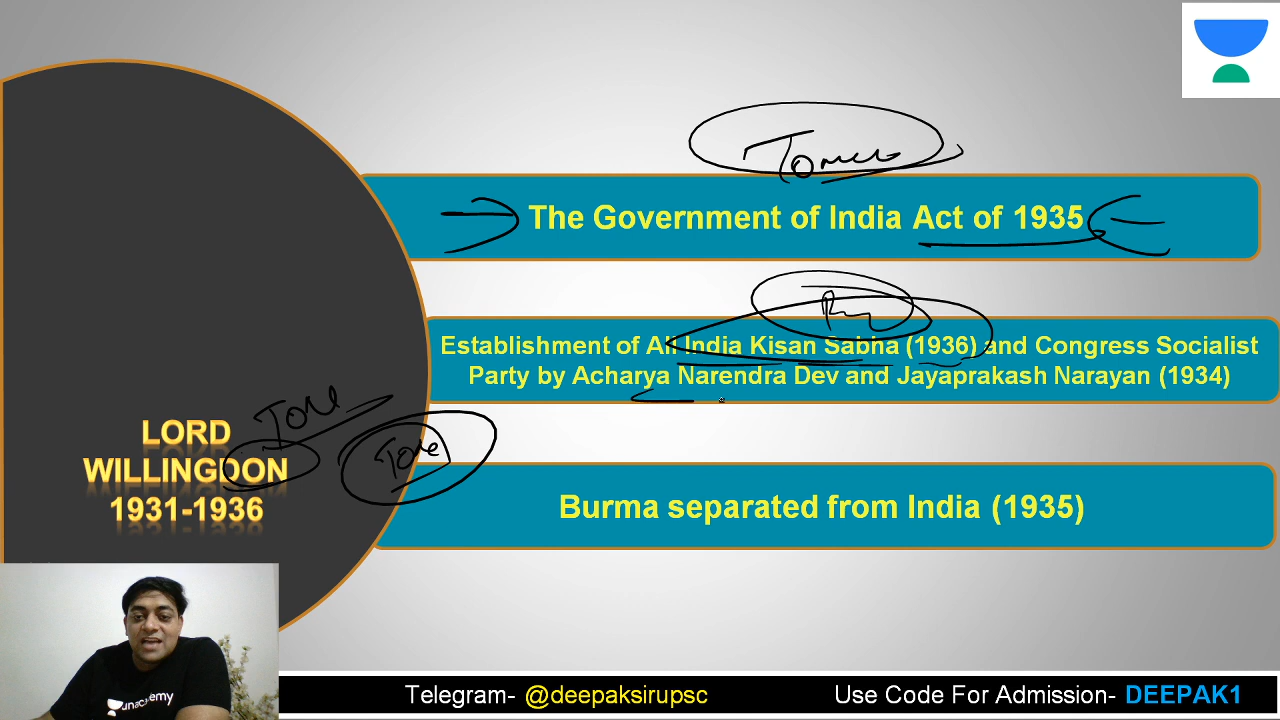 The Government of India Act of 1935
Establishment of All India Kisan Sabha (1936) and Congress Socialist
Party by Acharya Narendra Dev and Jayaprakash Narayan (1934)
LORD
WILLINGDON
1931-1936
Burma separated from India (1935)
unacademy
Telegram- @deepaksirupsc
Use Code For Admission- DEEPAK1